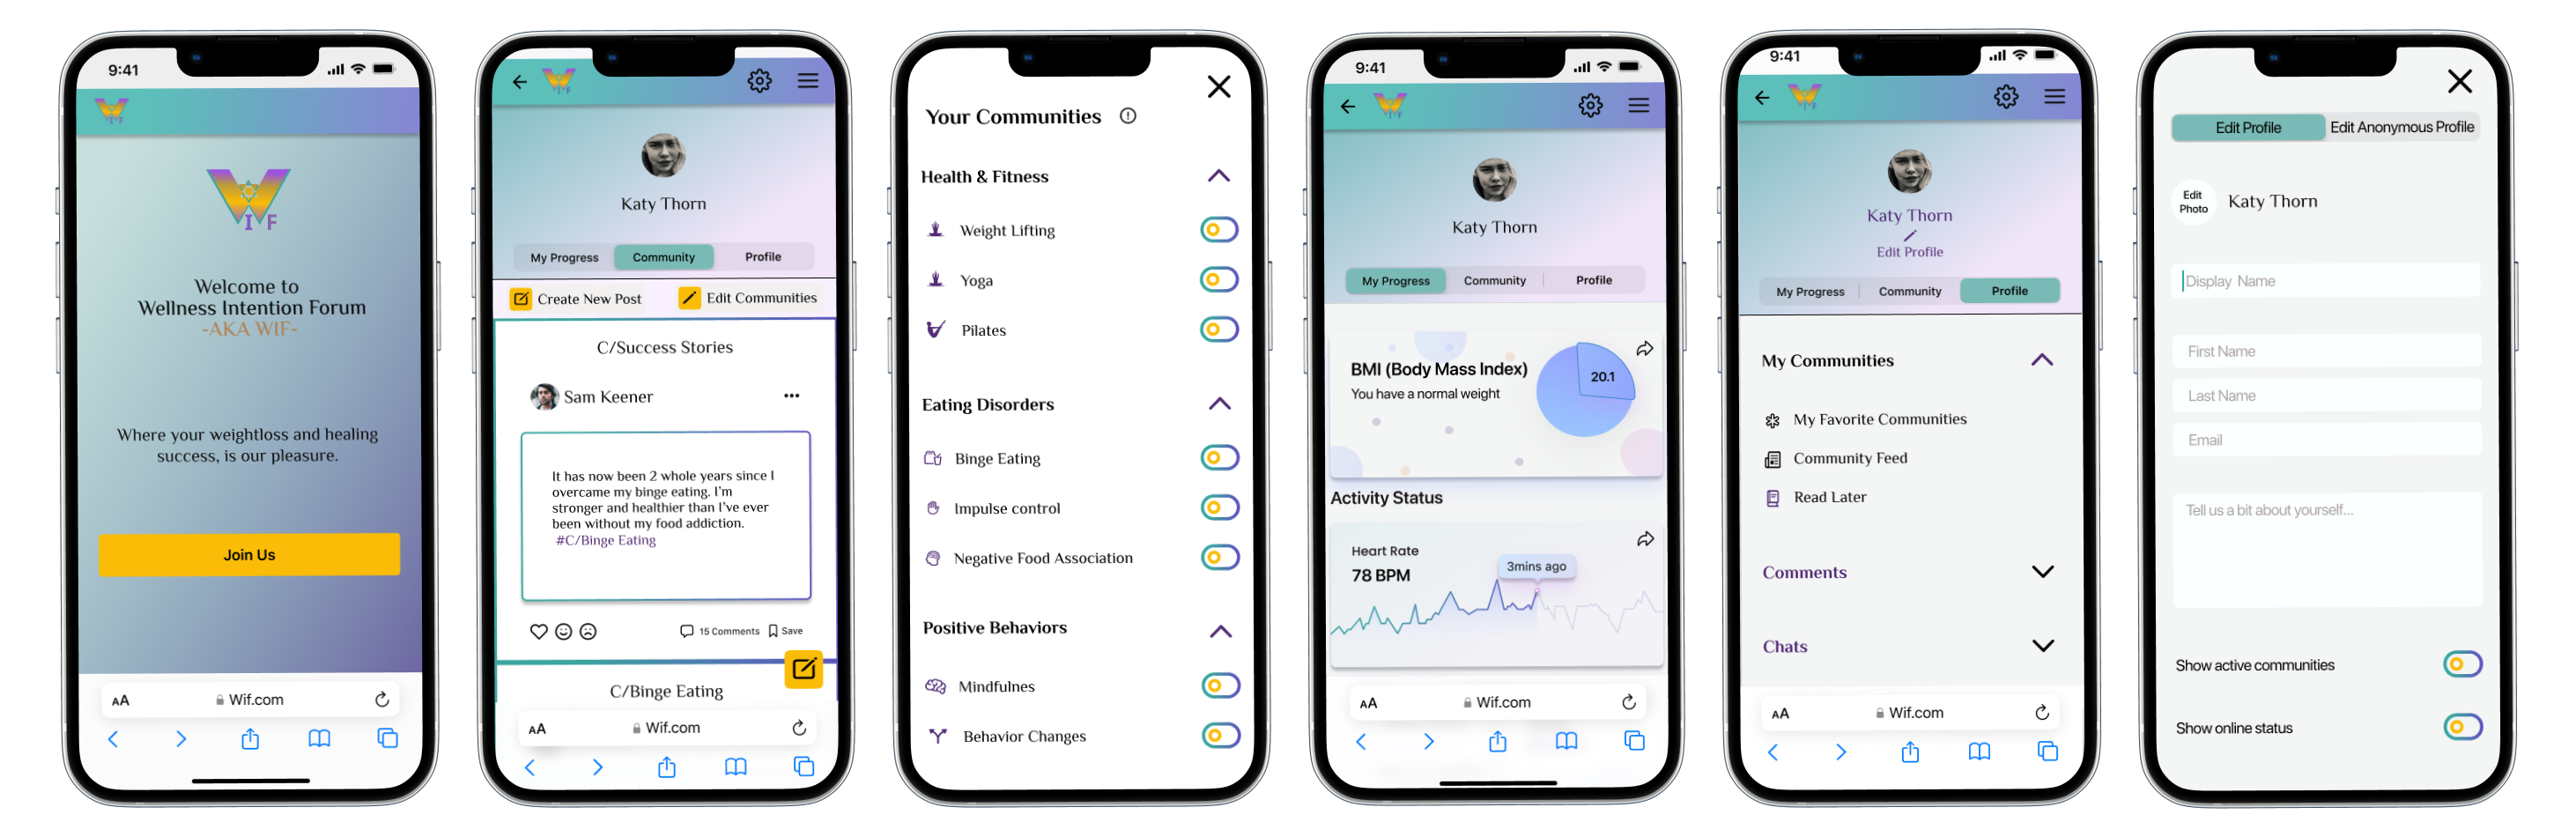 9:41
W
I F
W
I F
Welcome to
Wellness Intention Forum
-AKA WIF-
Where your weightloss and healing
success, is our pleasure.
Join Us
AA
Wif.com
W
I F
Katy Thorn
My Progress
Community
Profile
Create New Post
Edit Communities
C/Success Stories
Sam Keener
It has now been 2 whole years since I
overcame my binge eating. I'm
stronger and healthier than I've ever
been without my food addiction.
#C/Binge Eating
15 Comments
Save
C/Binge Eating
AA
Wif.com
Your Communities
Health & Fitness
Weight Lifting
Yoga
Pilates
Eating Disorders
Binge Eating
Impulse control
Negative Food Association
Positive Behaviors
Mindfulnes
Behavior Changes
9:41
W
I F
Katy Thorn
My Progress
Community
Profile
BMI (Body Mass Index)
You have a normal weight
20.1
Activity Status
Heart Rate
78 BPM
3mins ago
AA
Wif.com
9:41
W
I F
Katy Thorn
Edit Profile
My Progress
Community
Profile
My Communities
My Favorite Communities
Community Feed
Read Later
Comments
Chats
AA
Wif.com
Edit Profile
Edit Anonymous Profile
Edit
Photo
Katy Thorn
Display Name
First Name
Last Name
Email
Tell us a bit about yourself...
Show active communities
Show online status